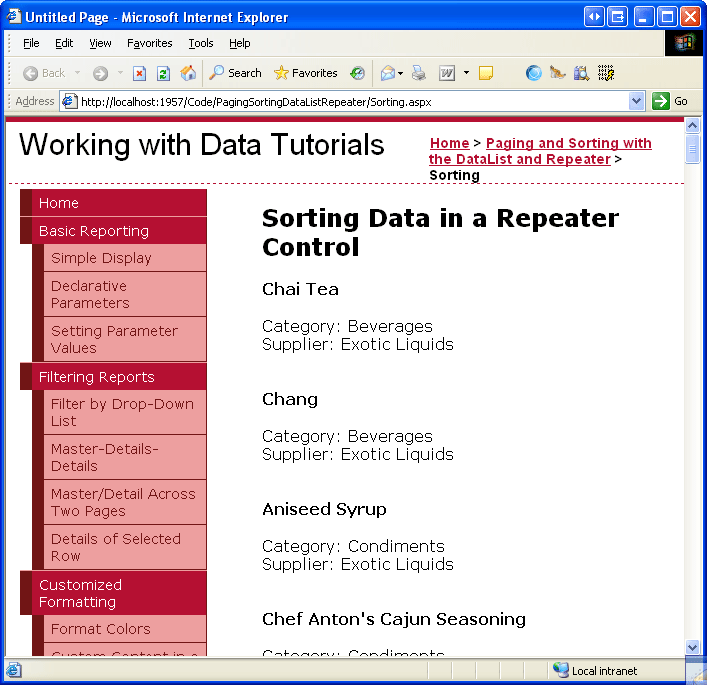 Untitled Page - Microsoft Internet Explorer
File Edit View Favorites Tools Help
Back Search Favorites
Address http://localhost:1957/Code/PagingSortingDataListRepeater/Sorting.aspx Go
Working with Data Tutorials
Home > Paging and Sorting with
the DataList and Repeater >
Sorting
Home
Basic Reporting
Simple Display
Declarative
Parameters
Setting Parameter
Values
Filtering Reports
Filter by Drop-Down
List
Master-Details-
Details
Master/Detail Across
Two Pages
Details of Selected
Row
Customized
Formatting
Format Colors
Custom Content in a
Sorting Data in a Repeater
Control
Chai Tea
Category: Beverages
Supplier: Exotic Liquids
Chang
Category: Beverages
Supplier: Exotic Liquids
Aniseed Syrup
Category: Condiments
Supplier: Exotic Liquids
Chef Anton's Cajun Seasoning
Category: Condiments
Local intranet